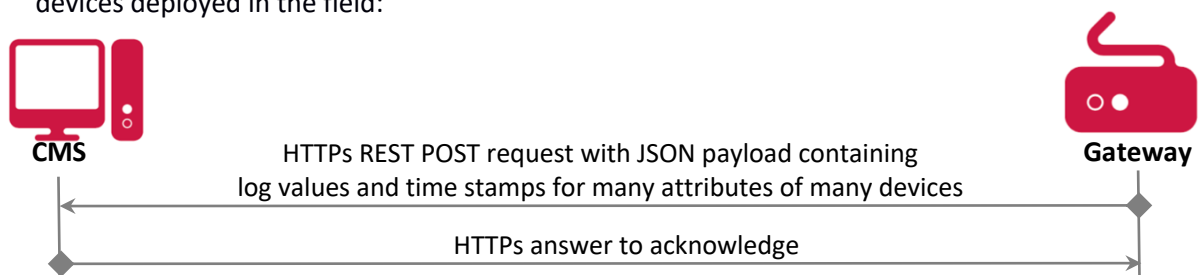 devices deployed in the field:
CMS
Gateway
HTTPs REST POST request with JSON payload containing
log values and time stamps for many attributes of many devices
HTTPs answer to acknowledge